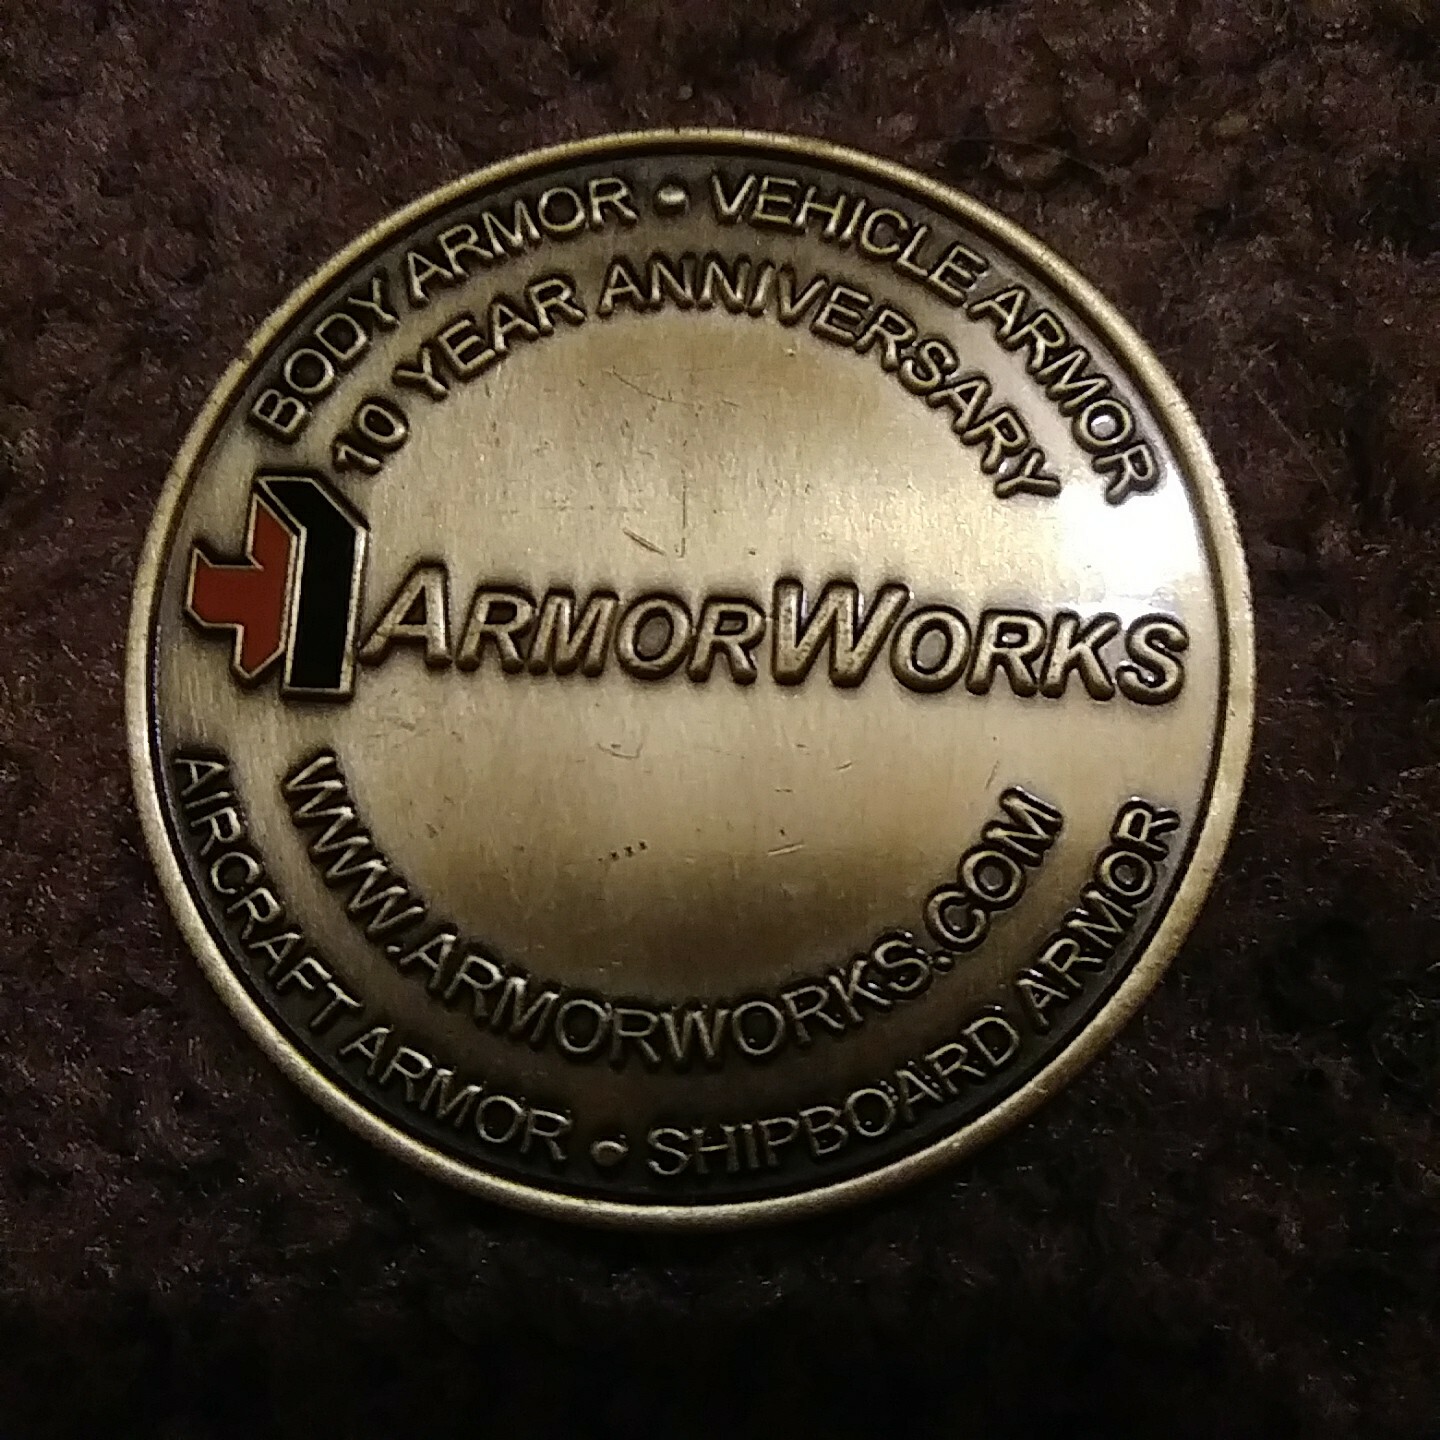 BODY ARMOR • VEHICLE ARMOR
10 YEAR ANNIVERSARY
ARMORWORKS
WWW.ARMORWORKS.COM
AIRCRAFT ARMOR • SHIPBOARD ARMOR